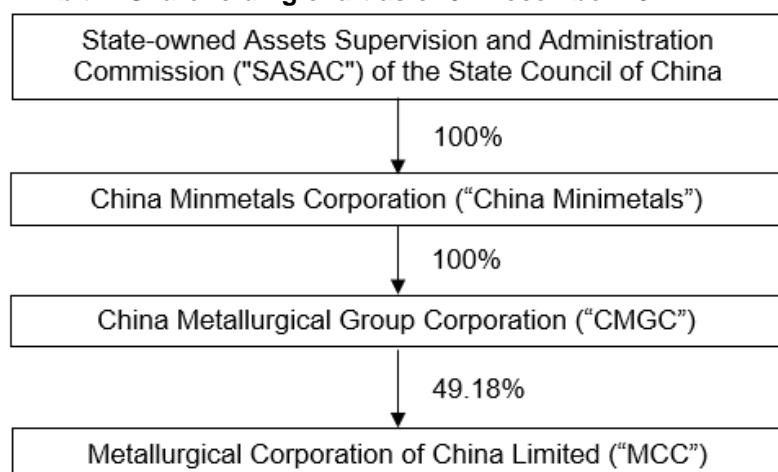 State-owned Assets Supervision and Administration
Commission ("SASAC") of the State Council of China
100%
China Minmetals Corporation (“China Minimetals”)
100%
China Metallurgical Group Corporation (“CMGC”)
49.18%
Metallurgical Corporation of China Limited (“MCC”)